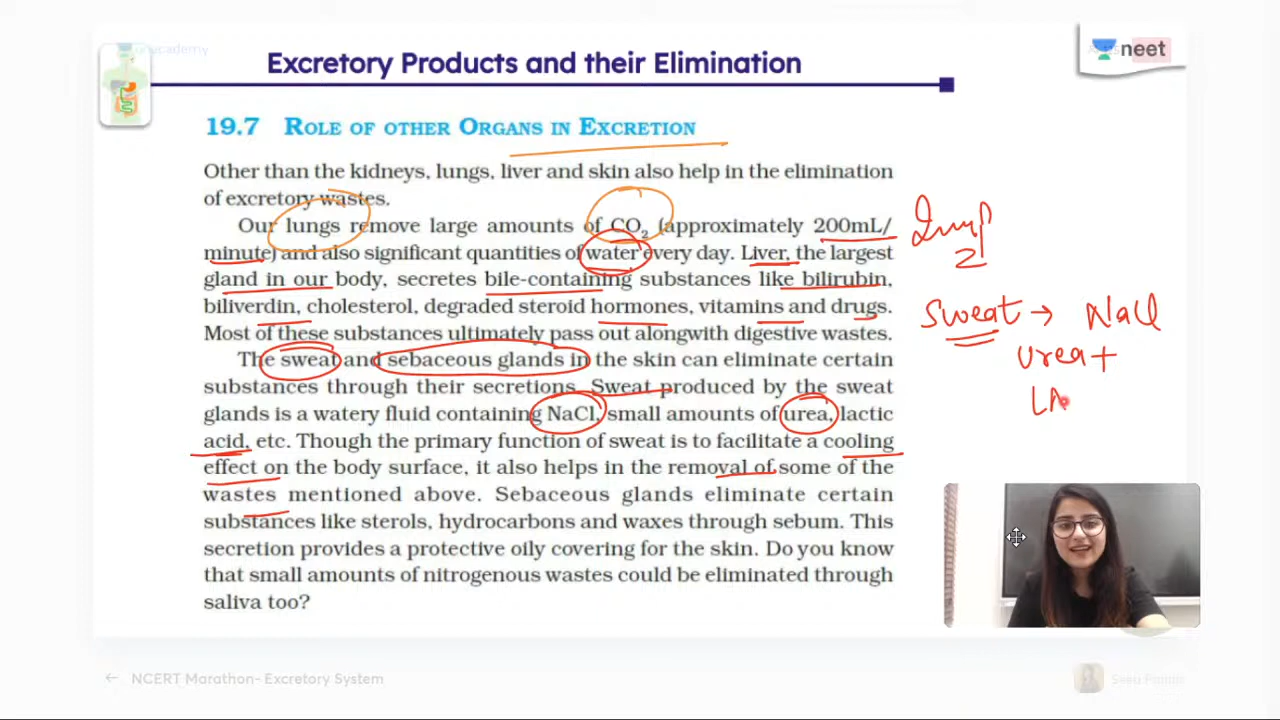 unacademy
Excretory Products and their Elimination
neet
19.7 ROLE OF OTHER ORGANS IN EXCRETION
Other than the kidneys, lungs, liver and skin also help in the elimination
of excretory wastes.
Our lungs remove large amounts of CO₂ (approximately 200mL/
minute) and also significant quantities of water every day. Liver, the largest
gland in our body, secretes bile-containing substances like bilirubin,
biliverdin, cholesterol, degraded steroid hormones, vitamins and drugs.
Most of these substances ultimately pass out alongwith digestive wastes.
The sweat and sebaceous glands in the skin can eliminate certain
substances through their secretions. Sweat produced by the sweat
glands is a watery fluid containing NaCl, small amounts of urea, lactic
acid, etc. Though the primary function of sweat is to facilitate a cooling
effect on the body surface, it also helps in the removal of some of the
wastes mentioned above. Sebaceous glands eliminate certain
substances like sterols, hydrocarbons and waxes through sebum. This
secretion provides a protective oily covering for the skin. Do you know
that small amounts of nitrogenous wastes could be eliminated through
saliva too?
Imp
2
Sweat → NaCl
Urea +
LA
← NCERT Marathon- Excretory System